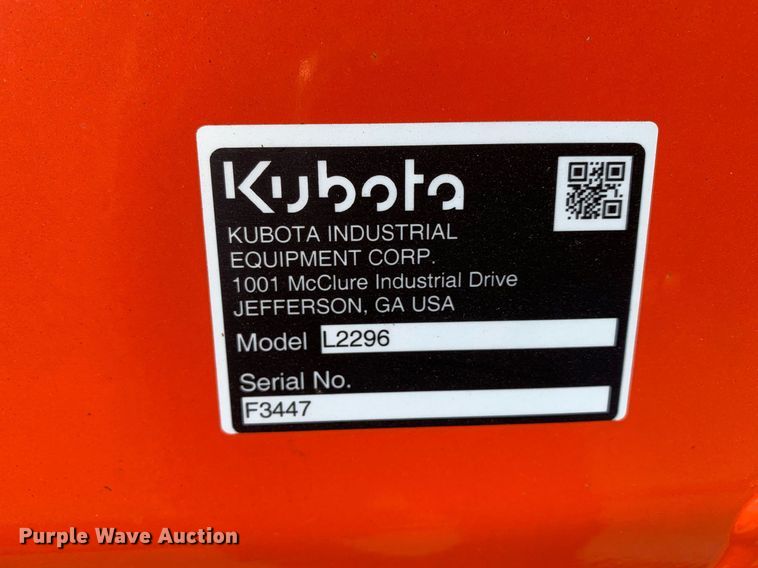 Kubota
KUBOTA INDUSTRIAL
EQUIPMENT CORP.
1001 McClure Industrial Drive
JEFFERSON, GA USA
Model L2296
Serial No.
F3447
Purple Wave Auction